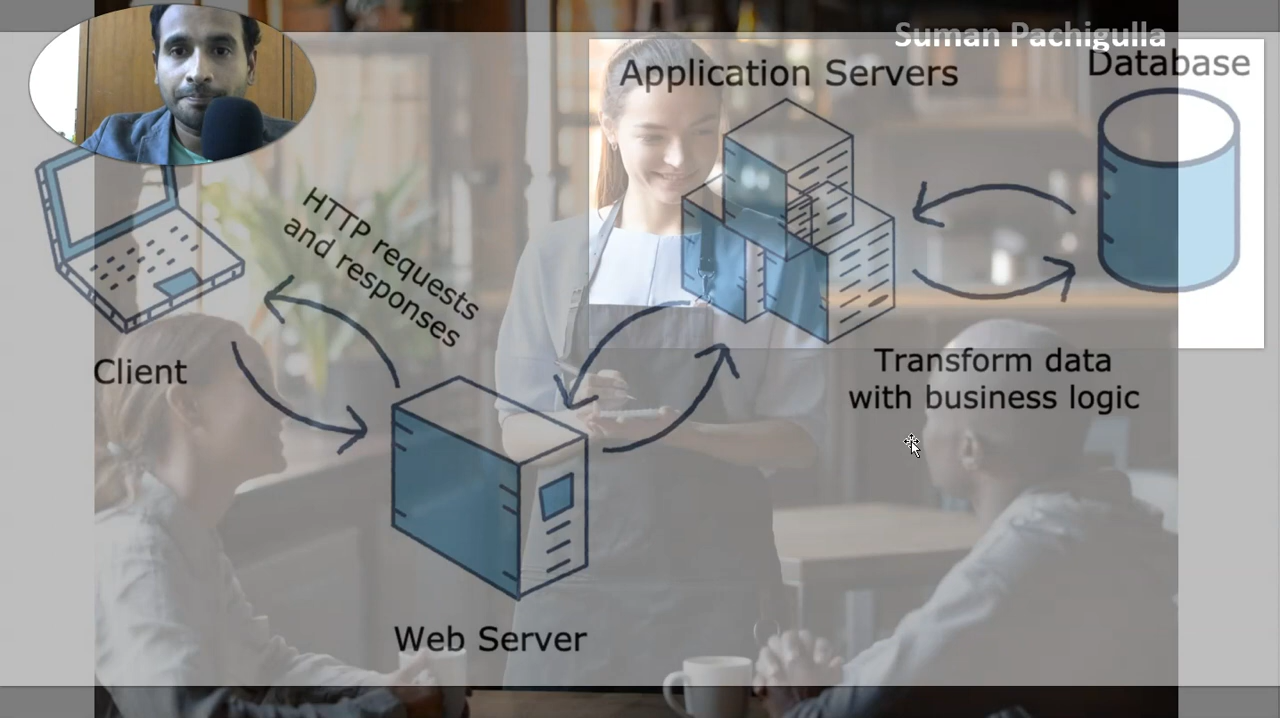 Suman Pachigulla
Application Servers
Database
HTTP requests
and responses
Client
Transform data
with business logic
Web Server